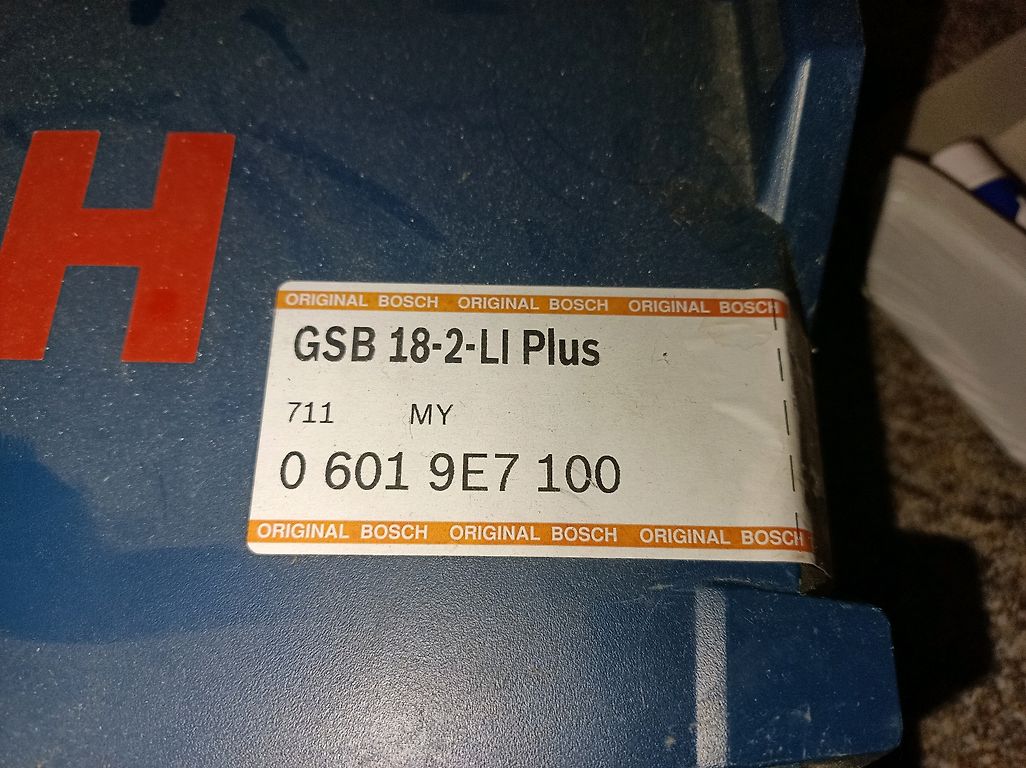 H
ORIGINAL BOSCH ORIGINAL BOSCH ORIGINAL BOSCH
GSB 18-2-LI Plus
711 MY
0 601 9E7 100
ORIGINAL BOSCH ORIGINAL BOSCH ORIGINAL BOSCH